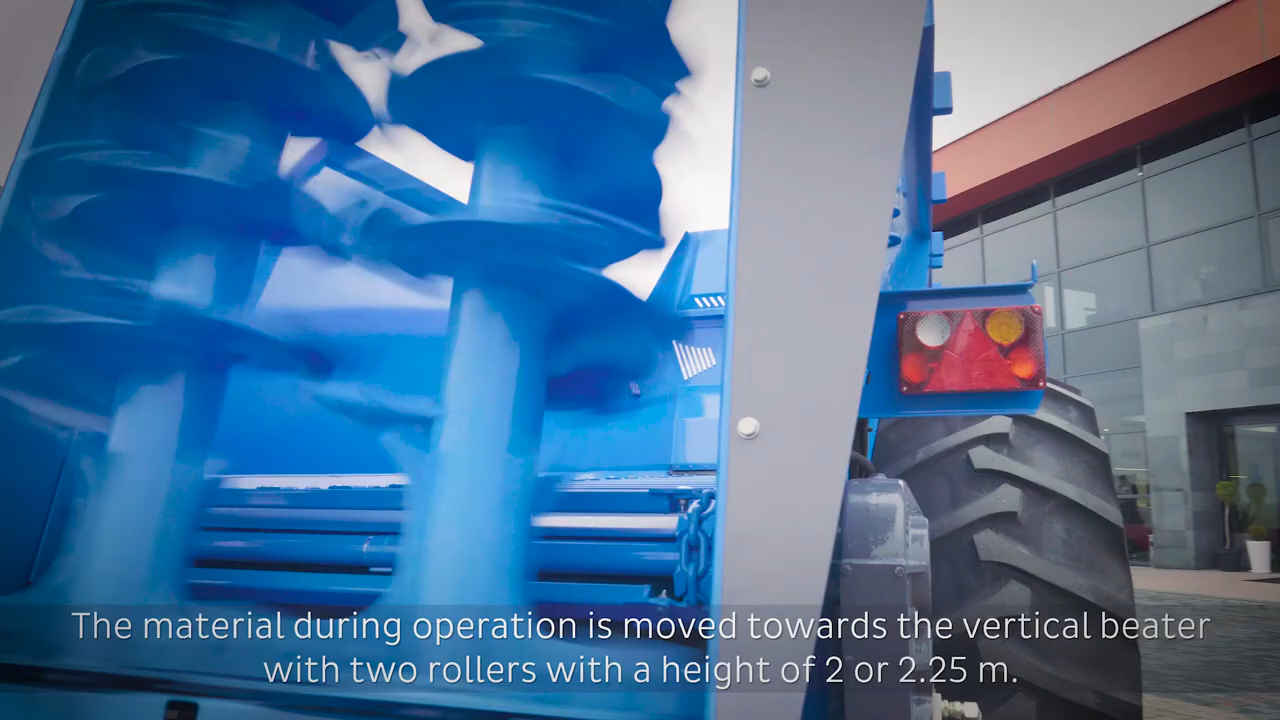 The material during operation is moved towards the vertical beater
with two rollers with a height of 2 or 2.25 m.